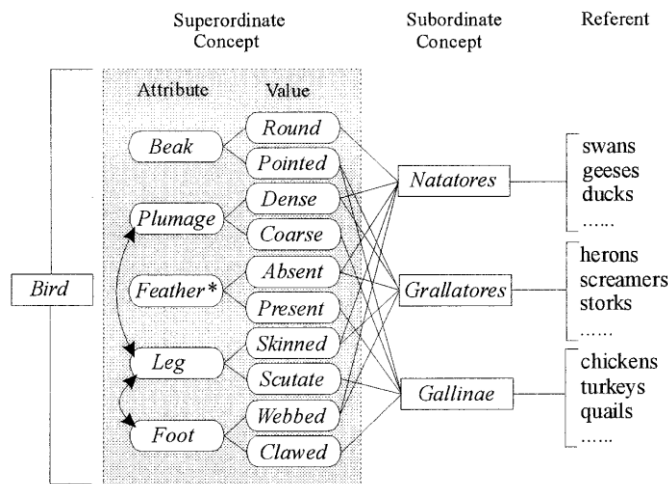 Superordinate
Concept
Subordinate
Concept
Referent
Attribute
Value
Bird
Beak
Plumage
Feather*
Leg
Foot
Round
Pointed
Dense
Coarse
Absent
Present
Skinned
Scutate
Webbed
Clawed
Natatores
Grallatores
Gallinae
swans
geeses
ducks
......
herons
screamers
storks
......
chickens
turkeys
quails
......